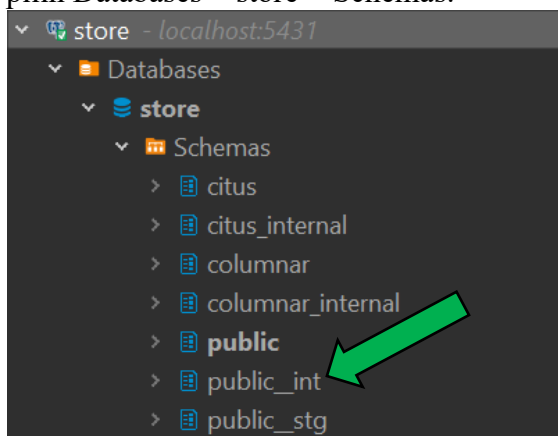 store - localhost:5431
Databases
store
Schemas
citus
citus_internal
columnar
columnar_internal
public
public__int
public__stg